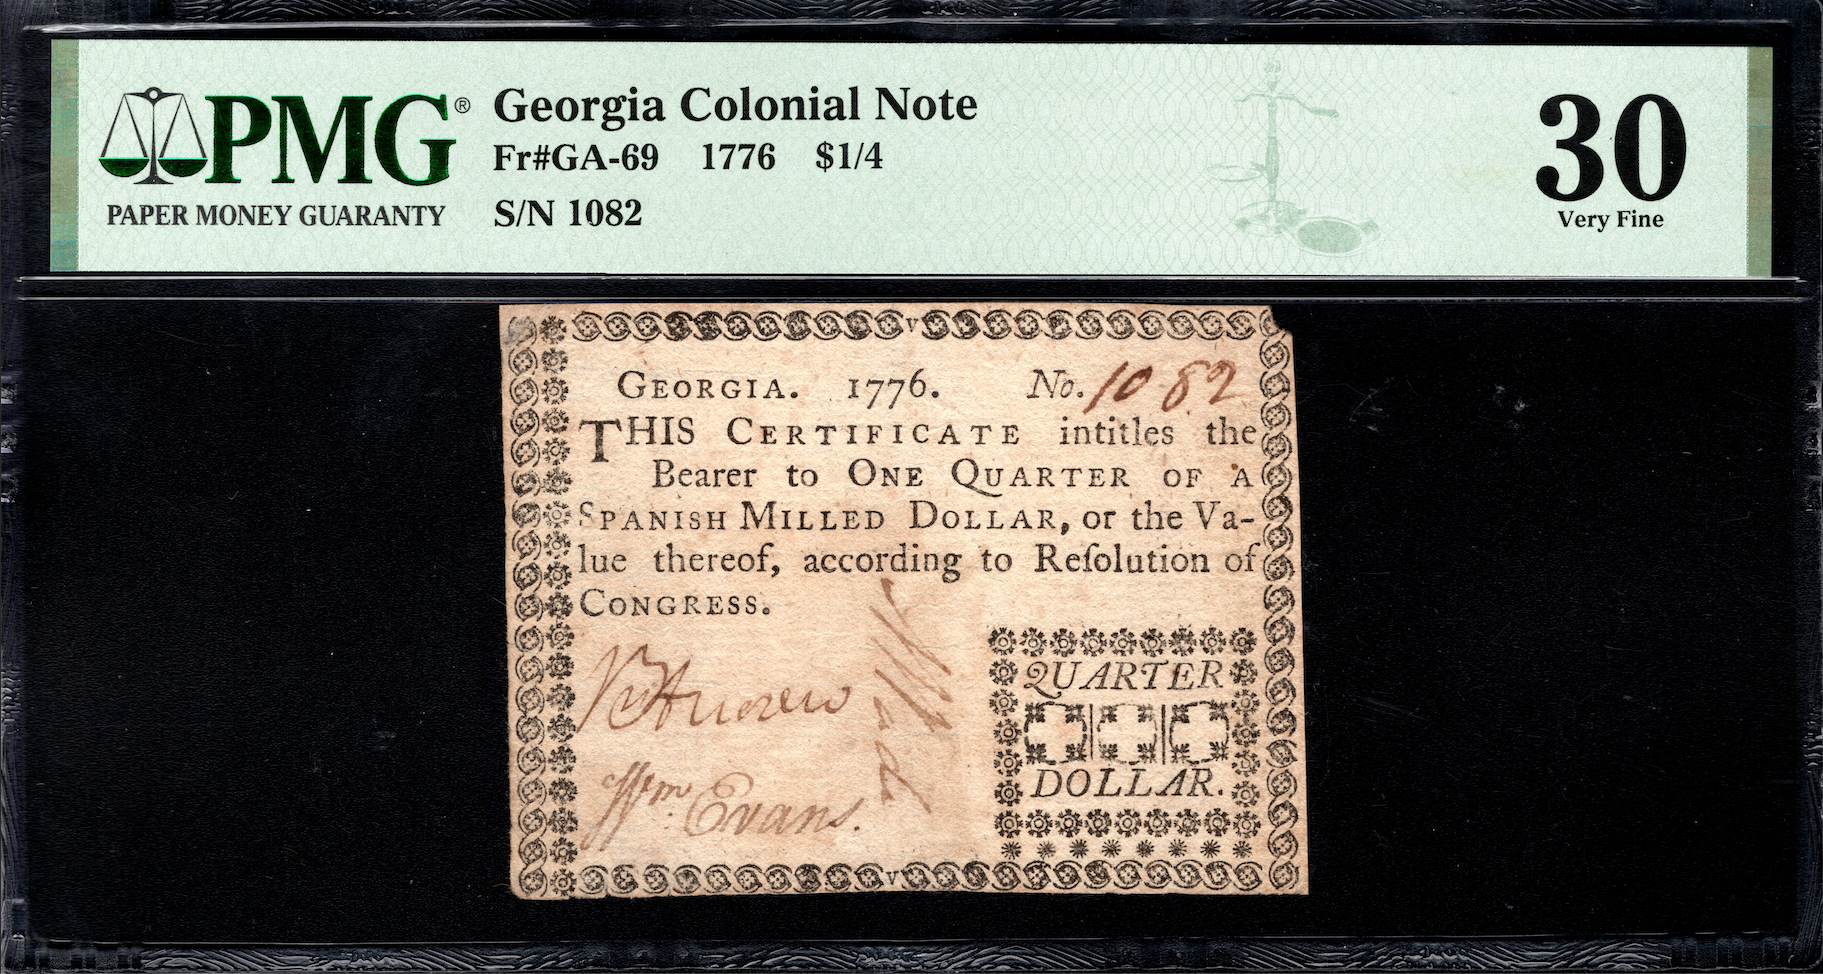 PMG®
PAPER MONEY GUARANTY
Georgia Colonial Note
Fr#GA-69 1776 $1/4
S/N 1082
30
Very Fine
V
GEORGIA. 1776. No. 1082
THIS CERTIFICATE intitles the
Bearer to ONE QUARTER OF A
SPANISH MILLED DOLLAR, or the Va-
lue thereof, according to Reſolution of
CONGRESS.
Wm Evans.
QUARTER
DOLLAR.
V